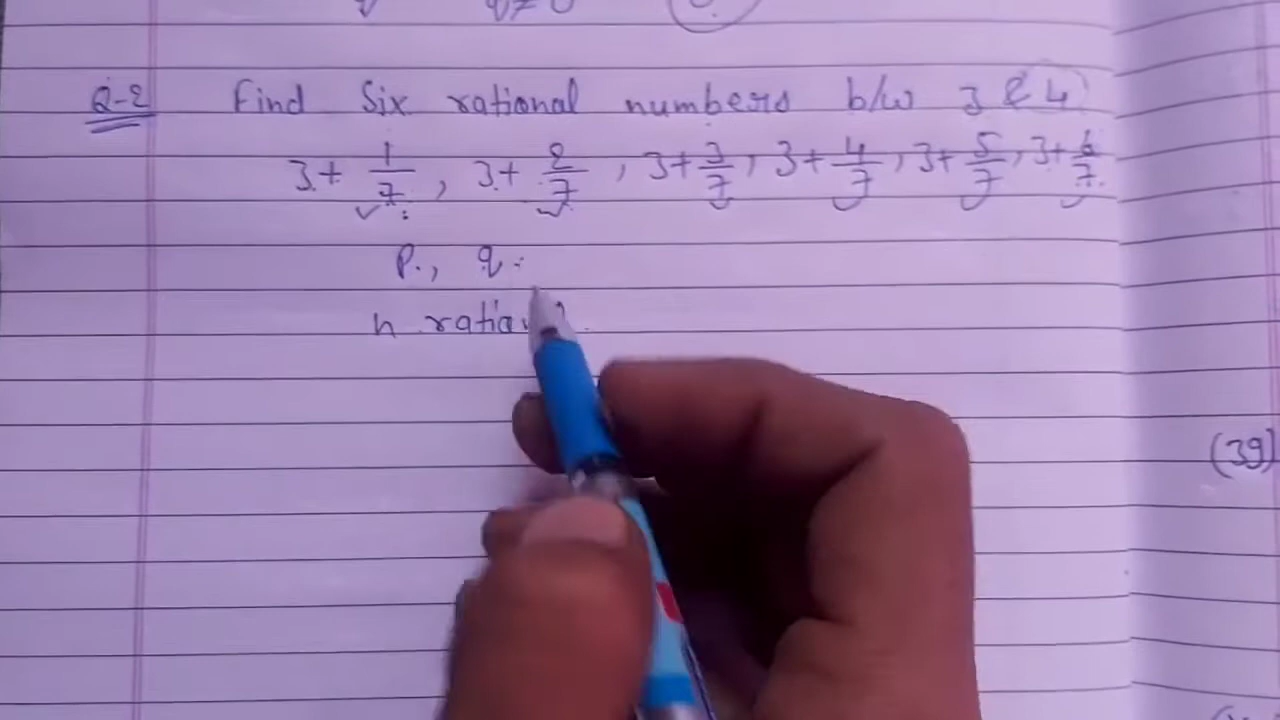 q≠0
Q-2 Find Six rational numbers b/w 3 & 4
3+ 1/7, 3+ 2/7, 3+ 3/7, 3+ 4/7, 3+ 5/7, 3+ 6/7
p., q.
n
(39)